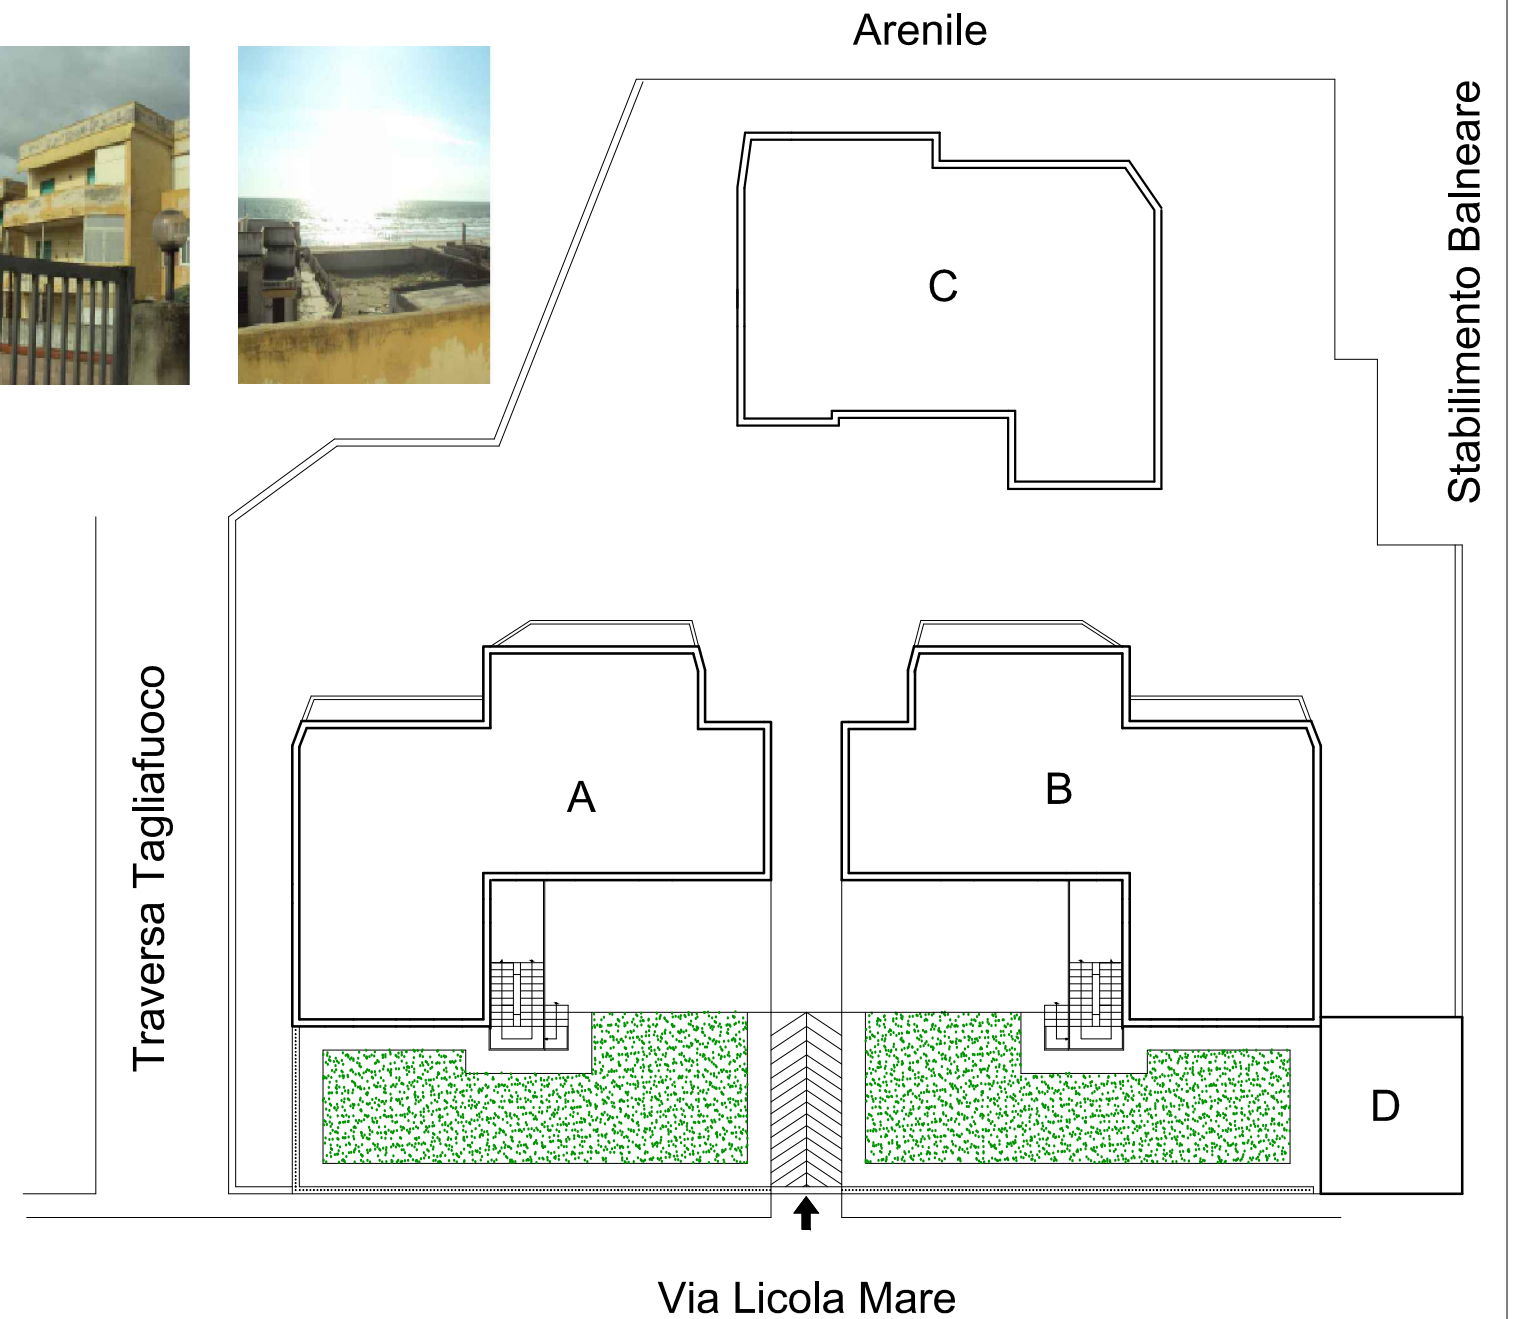 Arenile
Stabilimento Balneare
C
Traversa Tagliafuoco
A
B
D
Via Licola Mare